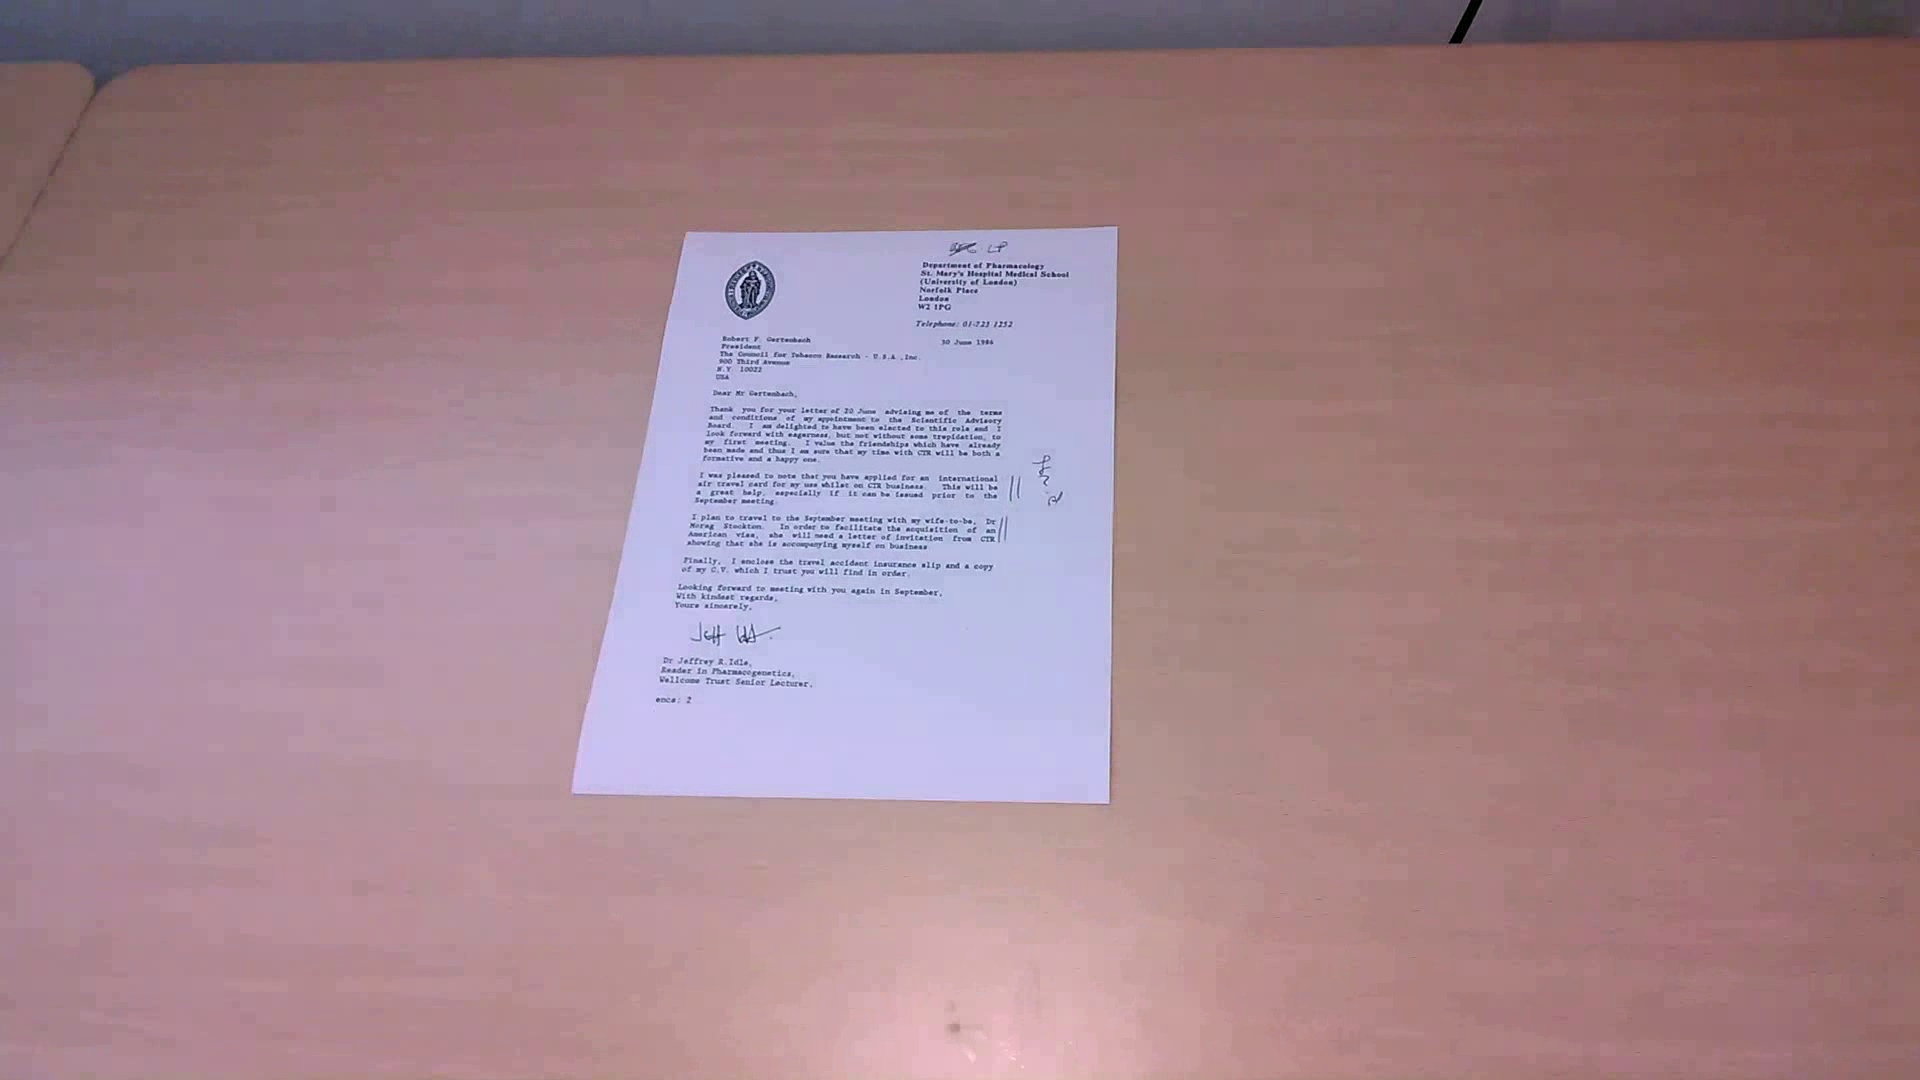 LP
Department of Pharmacology
St. Mary's Hospital Medical School
(University of London)
Norfolk Place
London
W2 1PG
Telephone: 01-723 1252
Robert F. Gertenbach
30 June 1986
President
The Council for Tobacco Research - U.S.A.,Inc.
900 Third Avenue
N.Y 10022
USA
Dear Mr Gertenbach,
Thank you for your letter of 20 June advising me of the terms
and conditions of my appointment to the Scientific Advisory
Board. I am delighted to have been elected to this role and I
look forward with eagerness, but not without some trepidation, to
my first meeting. I value the friendships which have already
been made and thus I am sure that my time with CTR will be both a
formative and a happy one.
I was pleased to note that you have applied for an international
air travel card for my use whilst on CTR business. This will be
a great help, especially if it can be issued prior to the
September meeting.
I plan to travel to the September meeting with my wife-to-be, Dr
Morag Stockton. In order to facilitate the acquisition of an
American visa, she will need a letter of invitation from CTR
showing that she is accompanying myself on business
Finally, I enclose the travel accident insurance slip and a copy
of my C.V. which I trust you will find in order.
Looking forward to meeting with you again in September,
With kindest regards,
Yours sincerely,
Dr Jeffrey R.Idle,
Reader in Pharmacogenetics,
Wellcome Trust Senior Lecturer,
encs: 2